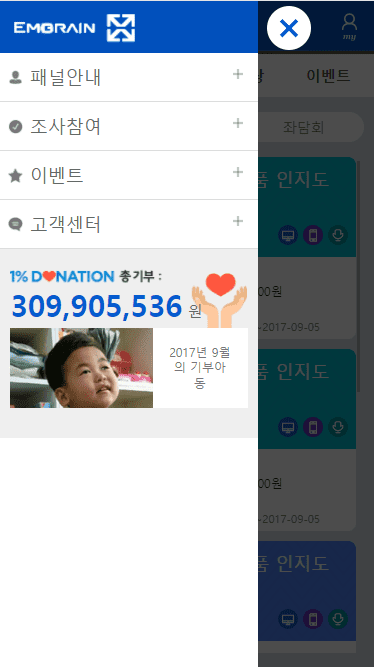 EMBRAIN
my
패널안내
조사참여
이벤트
고객센터
이벤트
좌담회
1% DONATION 총기부 :
309,905,536 원
2017년 9월
의 기부아
동
품 인지도
00원
~2017-09-05
품 인지도
00원
~2017-09-05
품 인지도